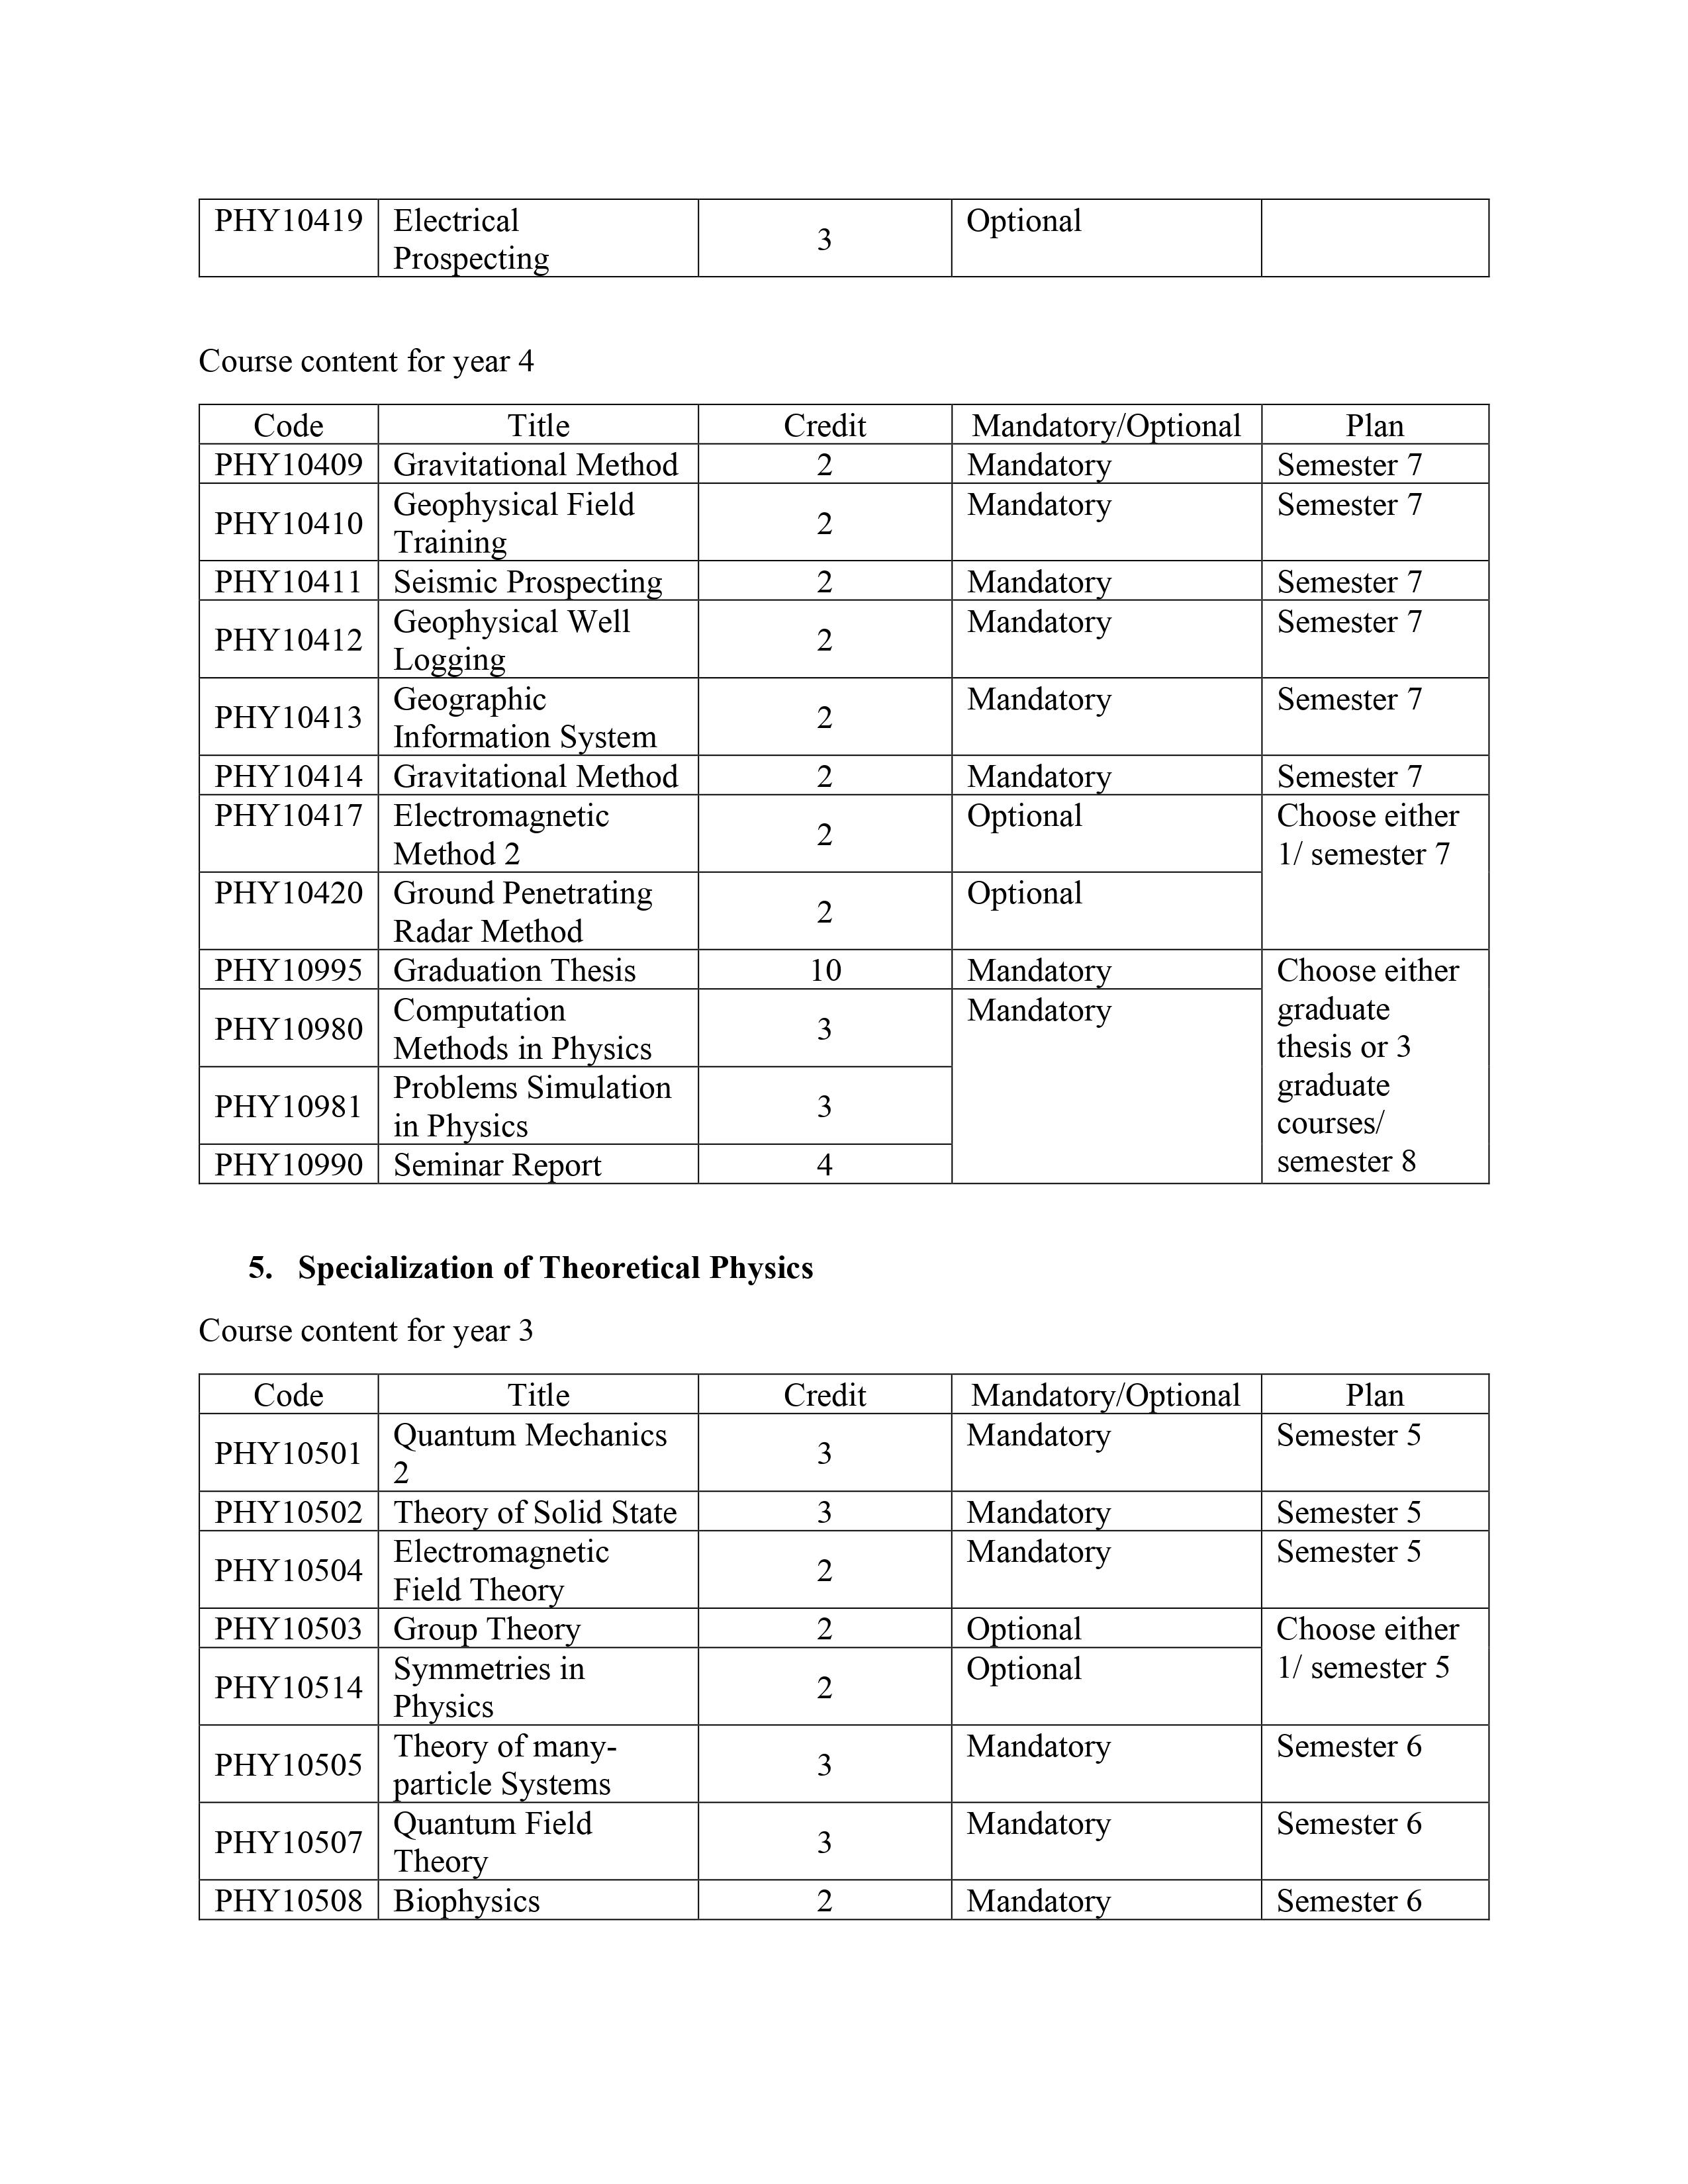 PHY10419 Electrical Prospecting 3 Optional
Course content for year 4
Code Title Credit Mandatory/Optional Plan
PHY10409 Gravitational Method 2 Mandatory Semester 7
PHY10410 Geophysical Field Training 2 Mandatory Semester 7
PHY10411 Seismic Prospecting 2 Mandatory Semester 7
PHY10412 Geophysical Well Logging 2 Mandatory Semester 7
PHY10413 Geographic Information System 2 Mandatory Semester 7
PHY10414 Gravitational Method 2 Mandatory Semester 7
PHY10417 Electromagnetic Method 2 2 Optional Choose either 1/ semester 7
PHY10420 Ground Penetrating Radar Method 2 Optional
PHY10995 Graduation Thesis 10 Mandatory Choose either graduate thesis or 3 graduate courses/ semester 8
PHY10980 Computation Methods in Physics 3 Mandatory
PHY10981 Problems Simulation in Physics 3
PHY10990 Seminar Report 4
5. Specialization of Theoretical Physics
Course content for year 3
Code Title Credit Mandatory/Optional Plan
PHY10501 Quantum Mechanics 2 3 Mandatory Semester 5
PHY10502 Theory of Solid State 3 Mandatory Semester 5
PHY10504 Electromagnetic Field Theory 2 Mandatory Semester 5
PHY10503 Group Theory 2 Optional Choose either 1/ semester 5
PHY10514 Symmetries in Physics 2 Optional
PHY10505 Theory of many-particle Systems 3 Mandatory Semester 6
PHY10507 Quantum Field Theory 3 Mandatory Semester 6
PHY10508 Biophysics 2 Mandatory Semester 6